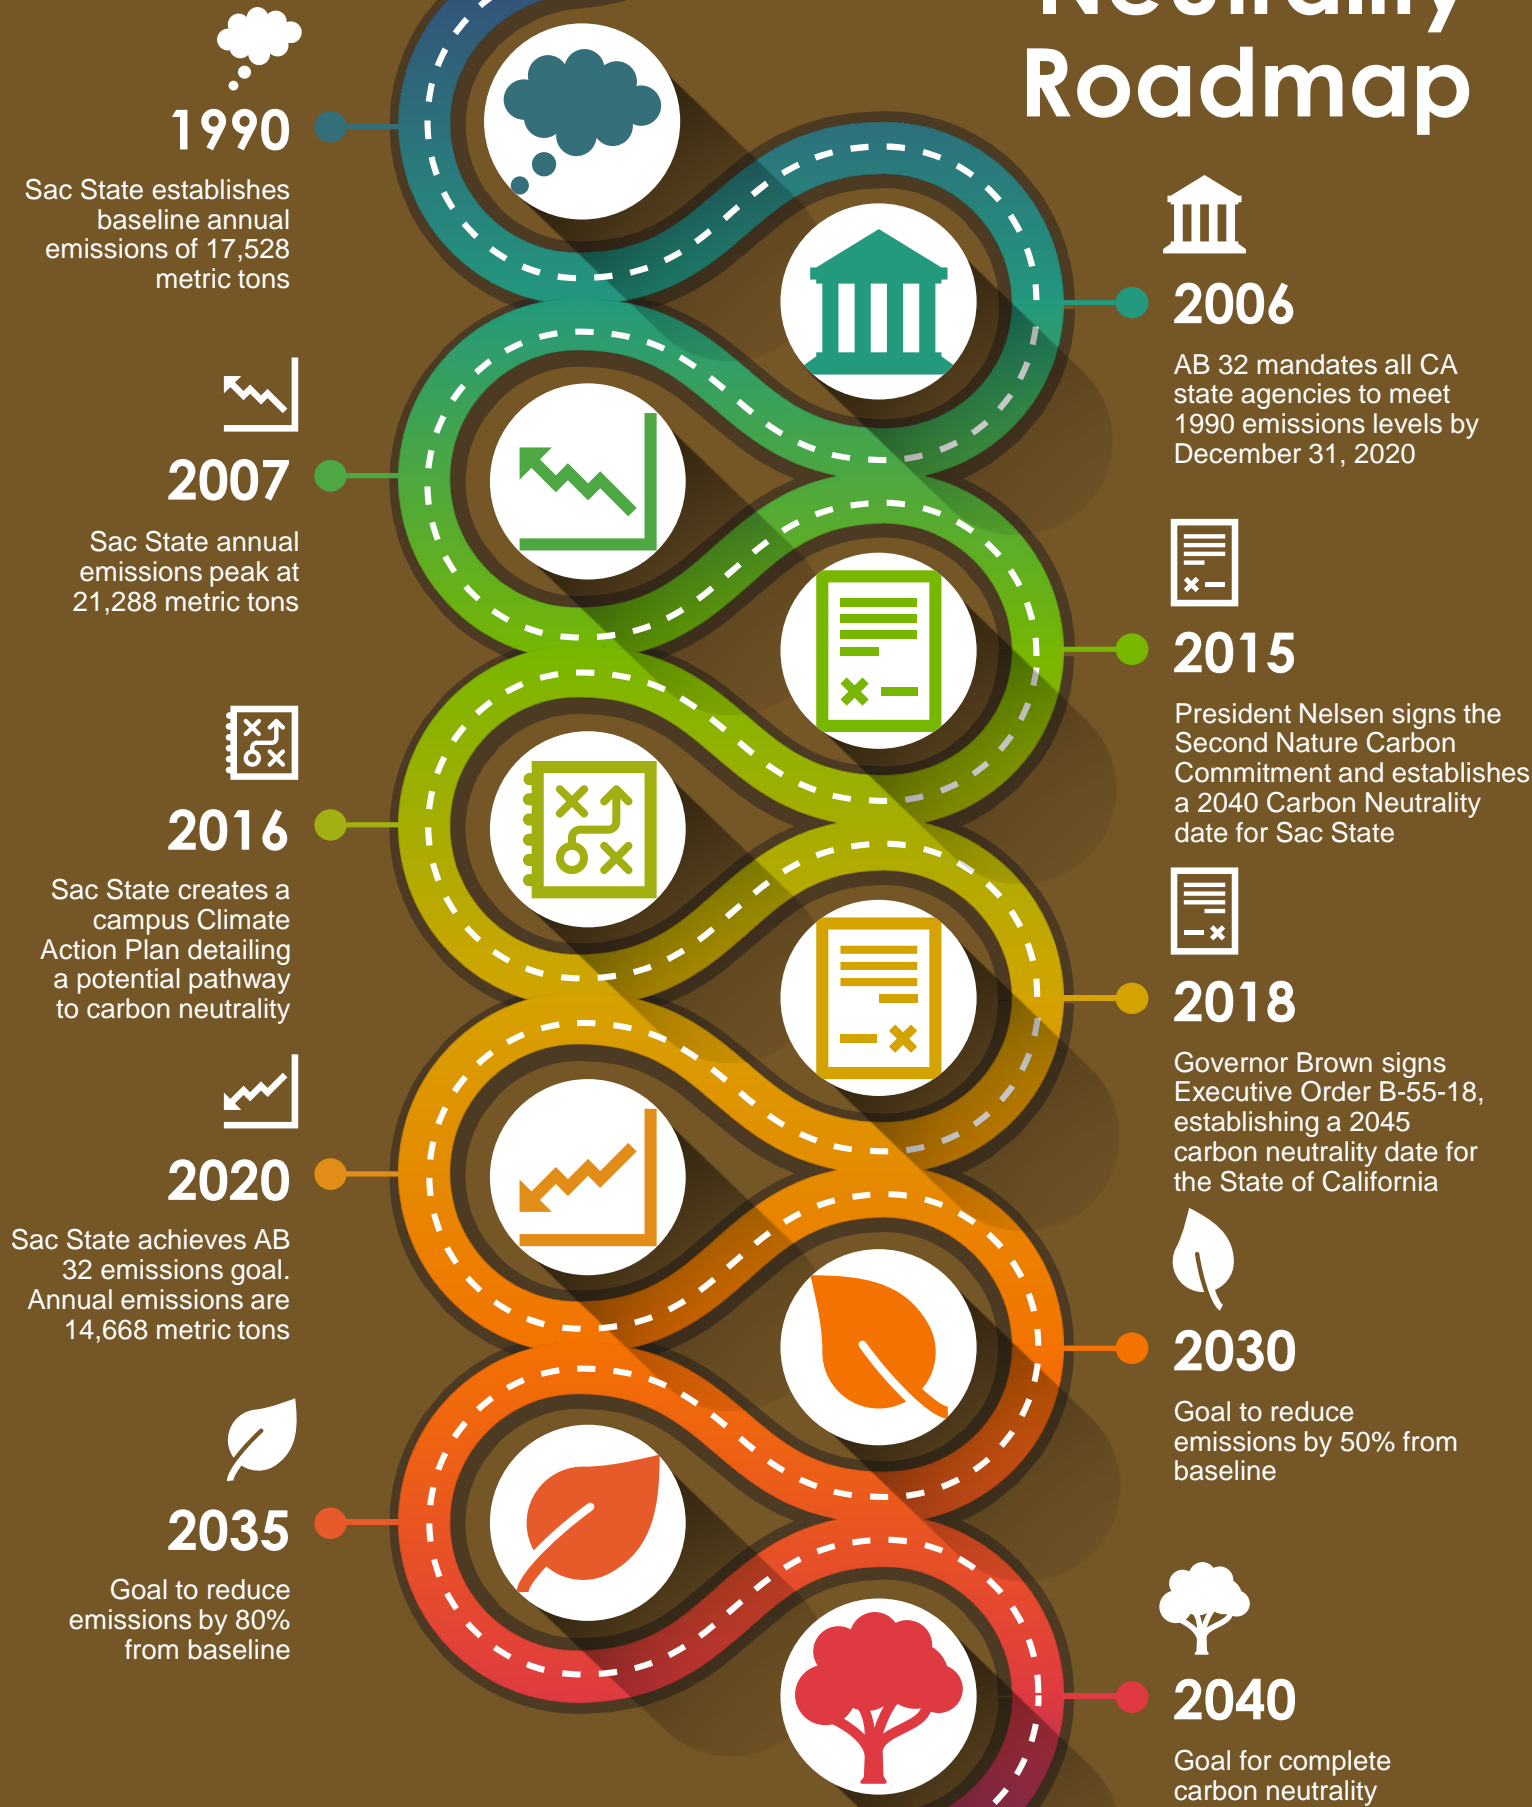 Neutrality
Roadmap
1990
Sac State establishes
baseline annual
emissions of 17,528
metric tons
2006
AB 32 mandates all CA
state agencies to meet
1990 emissions levels by
December 31, 2020
2007
Sac State annual
emissions peak at
21,288 metric tons
2015
President Nelsen signs the
Second Nature Carbon
Commitment and establishes
a 2040 Carbon Neutrality
date for Sac State
2016
Sac State creates a
campus Climate
Action Plan detailing
a potential pathway
to carbon neutrality
2018
Governor Brown signs
Executive Order B-55-18,
establishing a 2045
carbon neutrality date for
the State of California
2020
Sac State achieves AB
32 emissions goal.
Annual emissions are
14,668 metric tons
2030
Goal to reduce
emissions by 50% from
baseline
2035
Goal to reduce
emissions by 80%
from baseline
2040
Goal for complete
carbon neutrality